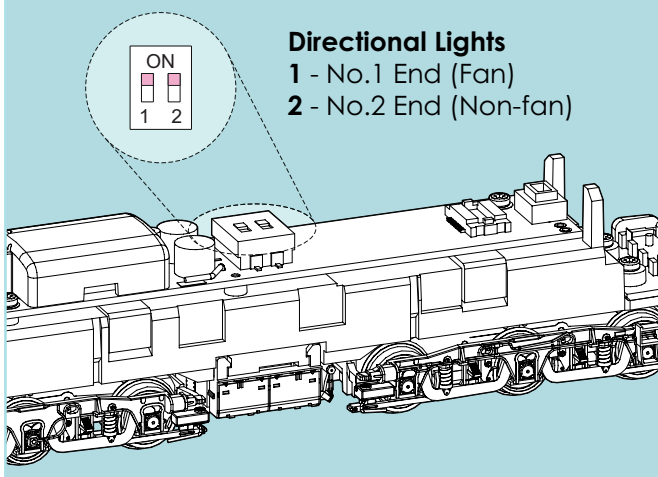 ON
1 2
Directional Lights
1 - No.1 End (Fan)
2 - No.2 End (Non-fan)